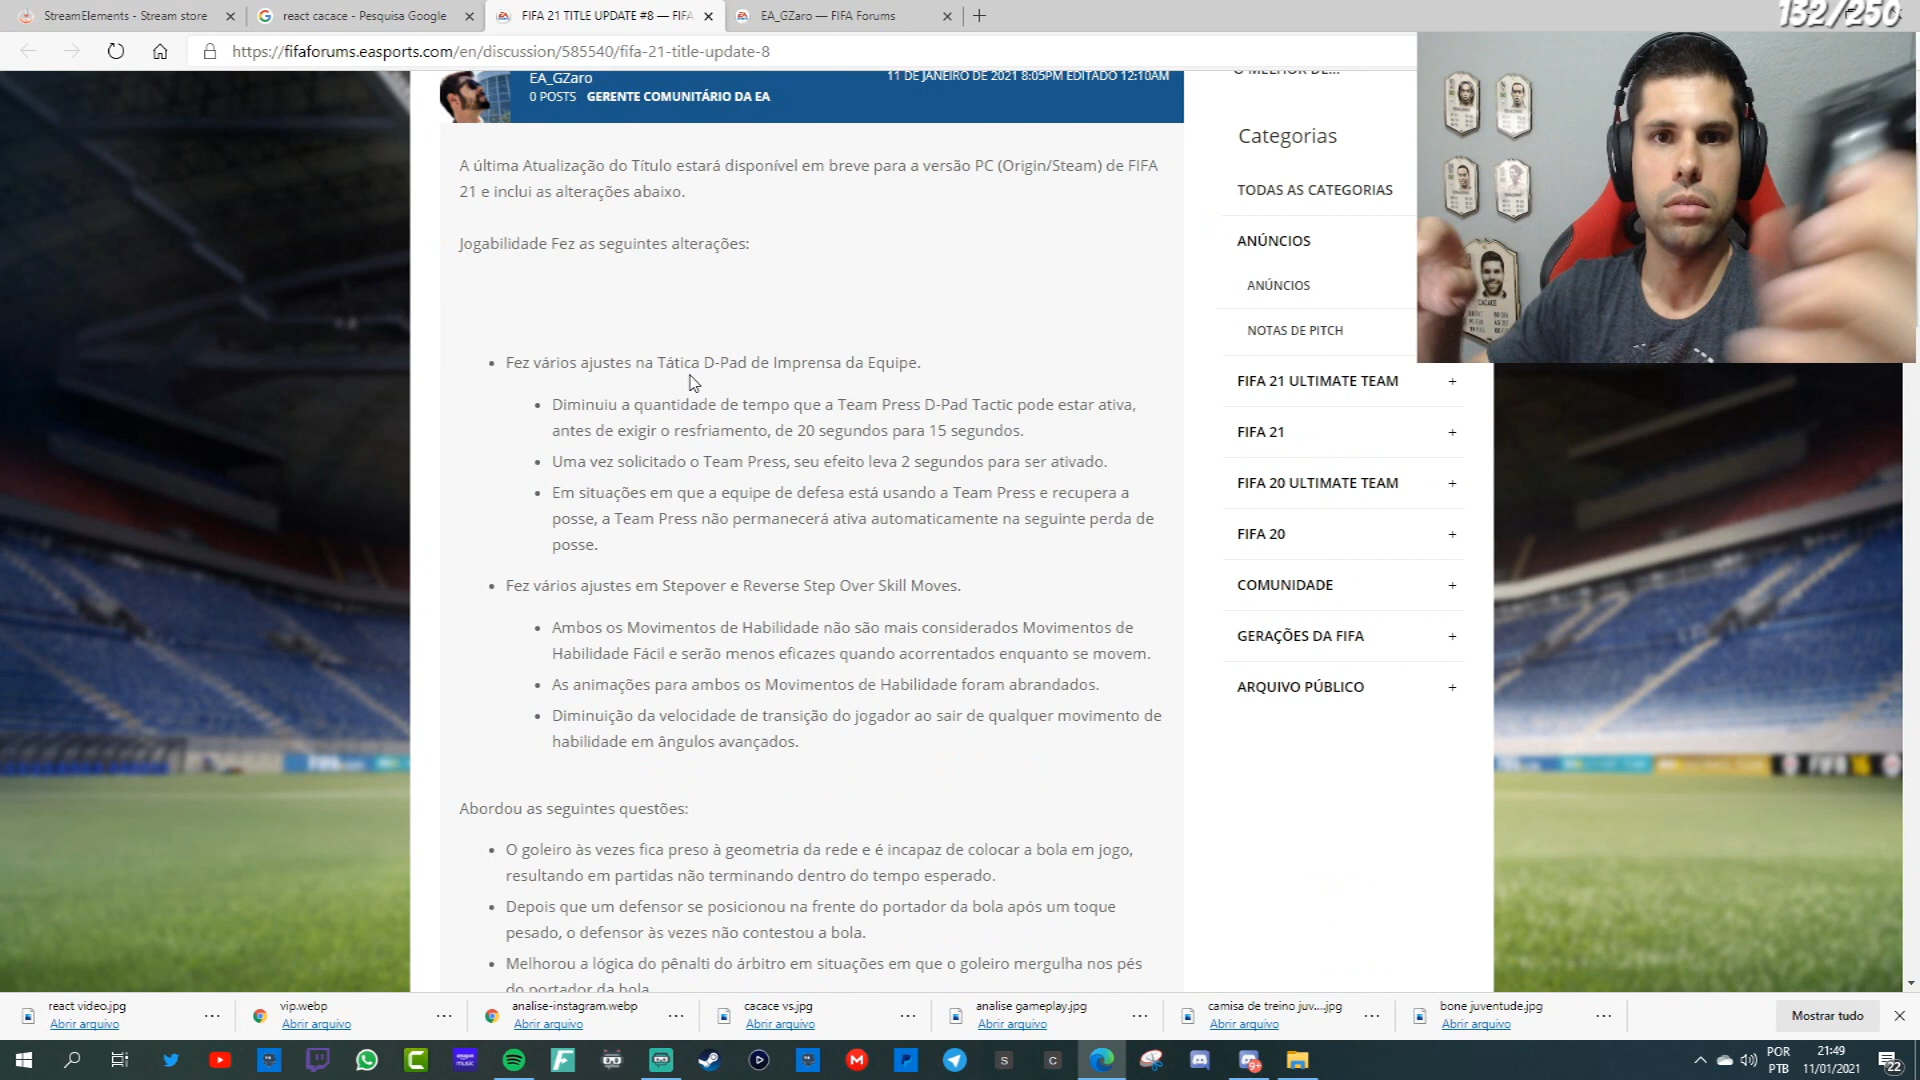 StreamElements - Stream store
react cacace - Pesquisa Google
FIFA 21 TITLE UPDATE #8 — FIFA
EA_GZaro — FIFA Forums
132/250
https://fifaforums.easports.com/en/discussion/585540/fifa-21-title-update-8
EA_GZaro
11 DE JANEIRO DE 2021 8:05PM EDITADO 12:10AM
0 POSTS GERENTE COMUNITÁRIO DA EA
A última Atualização do Título estará disponível em breve para a versão PC (Origin/Steam) de FIFA
21 e inclui as alterações abaixo.
Jogabilidade Fez as seguintes alterações:
• Fez vários ajustes na Tática D-Pad de Imprensa da Equipe.
• Diminuiu a quantidade de tempo que a Team Press D-Pad Tactic pode estar ativa,
antes de exigir o resfriamento, de 20 segundos para 15 segundos.
• Uma vez solicitado o Team Press, seu efeito leva 2 segundos para ser ativado.
• Em situações em que a equipe de defesa está usando a Team Press e recupera a
posse, a Team Press não permanecerá ativa automaticamente na seguinte perda de
posse.
• Fez vários ajustes em Stepover e Reverse Step Over Skill Moves.
• Ambos os Movimentos de Habilidade não são mais considerados Movimentos de
Habilidade Fácil e serão menos eficazes quando acorrentados enquanto se movem.
• As animações para ambos os Movimentos de Habilidade foram abrandados.
• Diminuição da velocidade de transição do jogador ao sair de qualquer movimento de
habilidade em ângulos avançados.
Abordou as seguintes questões:
• O goleiro às vezes fica preso à geometria da rede e é incapaz de colocar a bola em jogo,
resultando em partidas não terminando dentro do tempo esperado.
• Depois que um defensor se posicionou na frente do portador da bola após um toque
pesado, o defensor às vezes não contestou a bola.
• Melhorou a lógica do pênalti do árbitro em situações em que o goleiro mergulha nos pés
do portador da bola
O MELHOR DE...
Categorias
TODAS AS CATEGORIAS
ANÚNCIOS
ANÚNCIOS
NOTAS DE PITCH
FIFA 21 ULTIMATE TEAM +
FIFA 21 +
FIFA 20 ULTIMATE TEAM +
FIFA 20 +
COMUNIDADE +
GERAÇÕES DA FIFA +
ARQUIVO PÚBLICO +
CACACE
react video.jpg
Abrir arquivo
vip.webp
Abrir arquivo
analise-instagram.webp
Abrir arquivo
cacace vs.jpg
Abrir arquivo
analise gameplay.jpg
Abrir arquivo
camisa de treino juv....jpg
Abrir arquivo
bone juventude.jpg
Abrir arquivo
Mostrar tudo
POR
PTB
21:49
11/01/2021
22